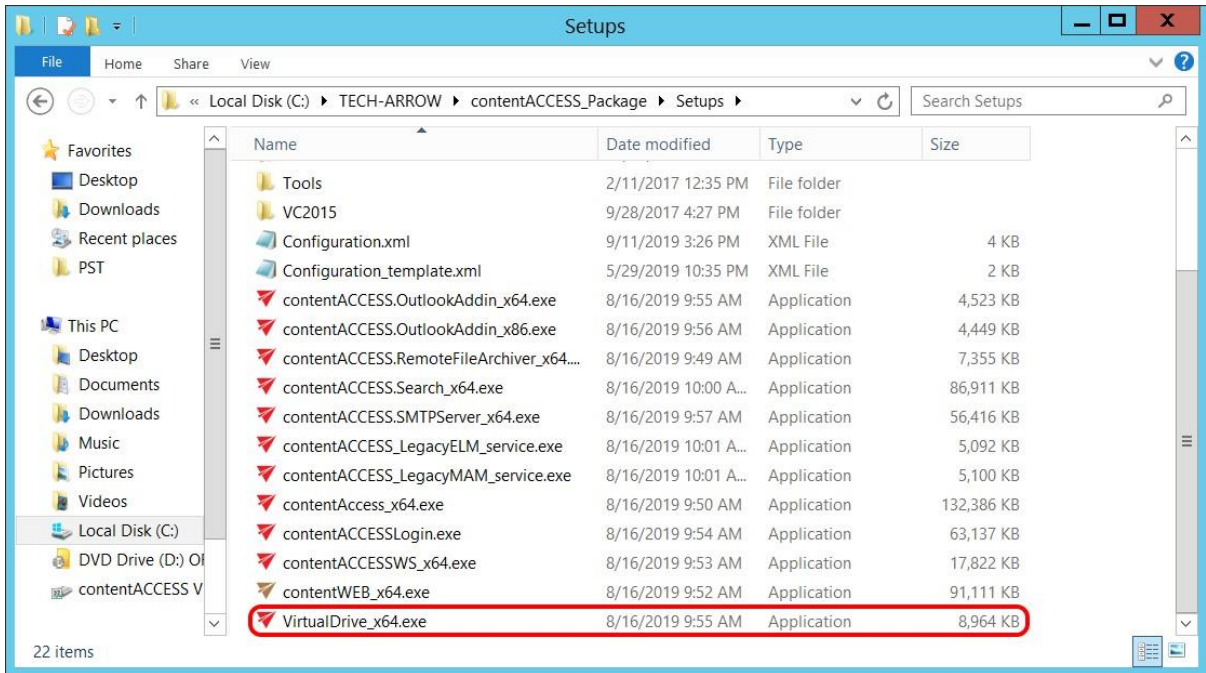 Setups
File Home Share View
« Local Disk (C:) TECH-ARROW contentACCESS_Package Setups Search Setups
Favorites
Desktop
Downloads
Recent places
PST
This PC
Desktop
Documents
Downloads
Music
Pictures
Videos
Local Disk (C:)
DVD Drive (D:) Of
contentACCESS V
Name Date modified Type Size
Tools 2/11/2017 12:35 PM File folder
VC2015 9/28/2017 4:27 PM File folder
Configuration.xml 9/11/2019 3:26 PM XML File 4 KB
Configuration_template.xml 5/29/2019 10:35 PM XML File 2 KB
contentACCESS.OutlookAddin_x64.exe 8/16/2019 9:55 AM Application 4,523 KB
contentACCESS.OutlookAddin_x86.exe 8/16/2019 9:56 AM Application 4,449 KB
contentACCESS.RemoteFileArchiver_x64.... 8/16/2019 9:49 AM Application 7,355 KB
contentACCESS.Search_x64.exe 8/16/2019 10:00 A... Application 86,911 KB
contentACCESS.SMTPServer_x64.exe 8/16/2019 9:57 AM Application 56,416 KB
contentACCESS_LegacyELM_service.exe 8/16/2019 10:01 A... Application 5,092 KB
contentACCESS_LegacyMAM_service.exe 8/16/2019 10:01 A... Application 5,100 KB
contentAccess_x64.exe 8/16/2019 9:50 AM Application 132,386 KB
contentACCESSLogin.exe 8/16/2019 9:54 AM Application 63,137 KB
contentACCESSWS_x64.exe 8/16/2019 9:53 AM Application 17,822 KB
contentWEB_x64.exe 8/16/2019 9:52 AM Application 91,111 KB
VirtualDrive_x64.exe 8/16/2019 9:55 AM Application 8,964 KB
22 items